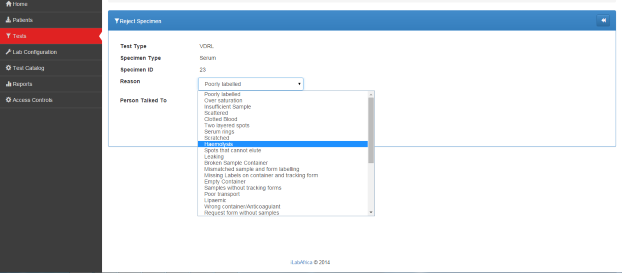 Home
Patients
Tests
Lab Configuration
Test Catalog
Reports
Access Controls
Reject Specimen
Test Type VDRL
Specimen Type Serum
Specimen ID 23
Reason Poorly labelled
Person Talked To
Poorly labelled
Over saturation
Insufficient Sample
Scattered
Clotted Blood
Two layered spots
Serum rings
Scratched
Haemolysis
Spots that cannot elute
Leaking
Broken Sample Container
Mismatched sample and form labelling
Missing Labels on container and tracking form
Empty Container
Samples without tracking forms
Poor transport
Lipaemic
Wrong container/Anticoagulant
Request form without samples
iLabAfrica © 2014